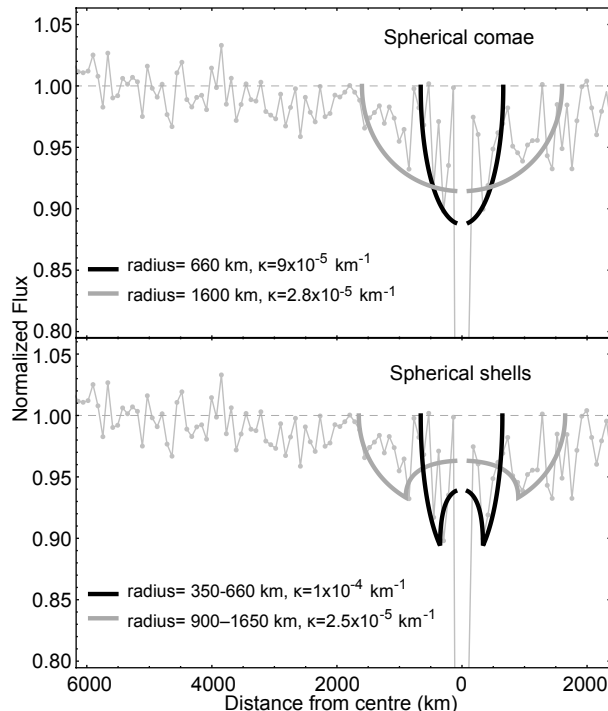 1.05
Spherical comae
1.00
0.95
0.90
0.85
radius= 660 km, κ=9x10⁻⁵ km⁻¹
radius= 1600 km, κ=2.8x10⁻⁵ km⁻¹
0.80
Normalized Flux
1.05
Spherical shells
1.00
0.95
0.90
0.85
radius= 350-660 km, κ=1x10⁻⁴ km⁻¹
radius= 900–1650 km, κ=2.5x10⁻⁵ km⁻¹
0.80
6000 4000 2000 0 2000
Distance from centre (km)